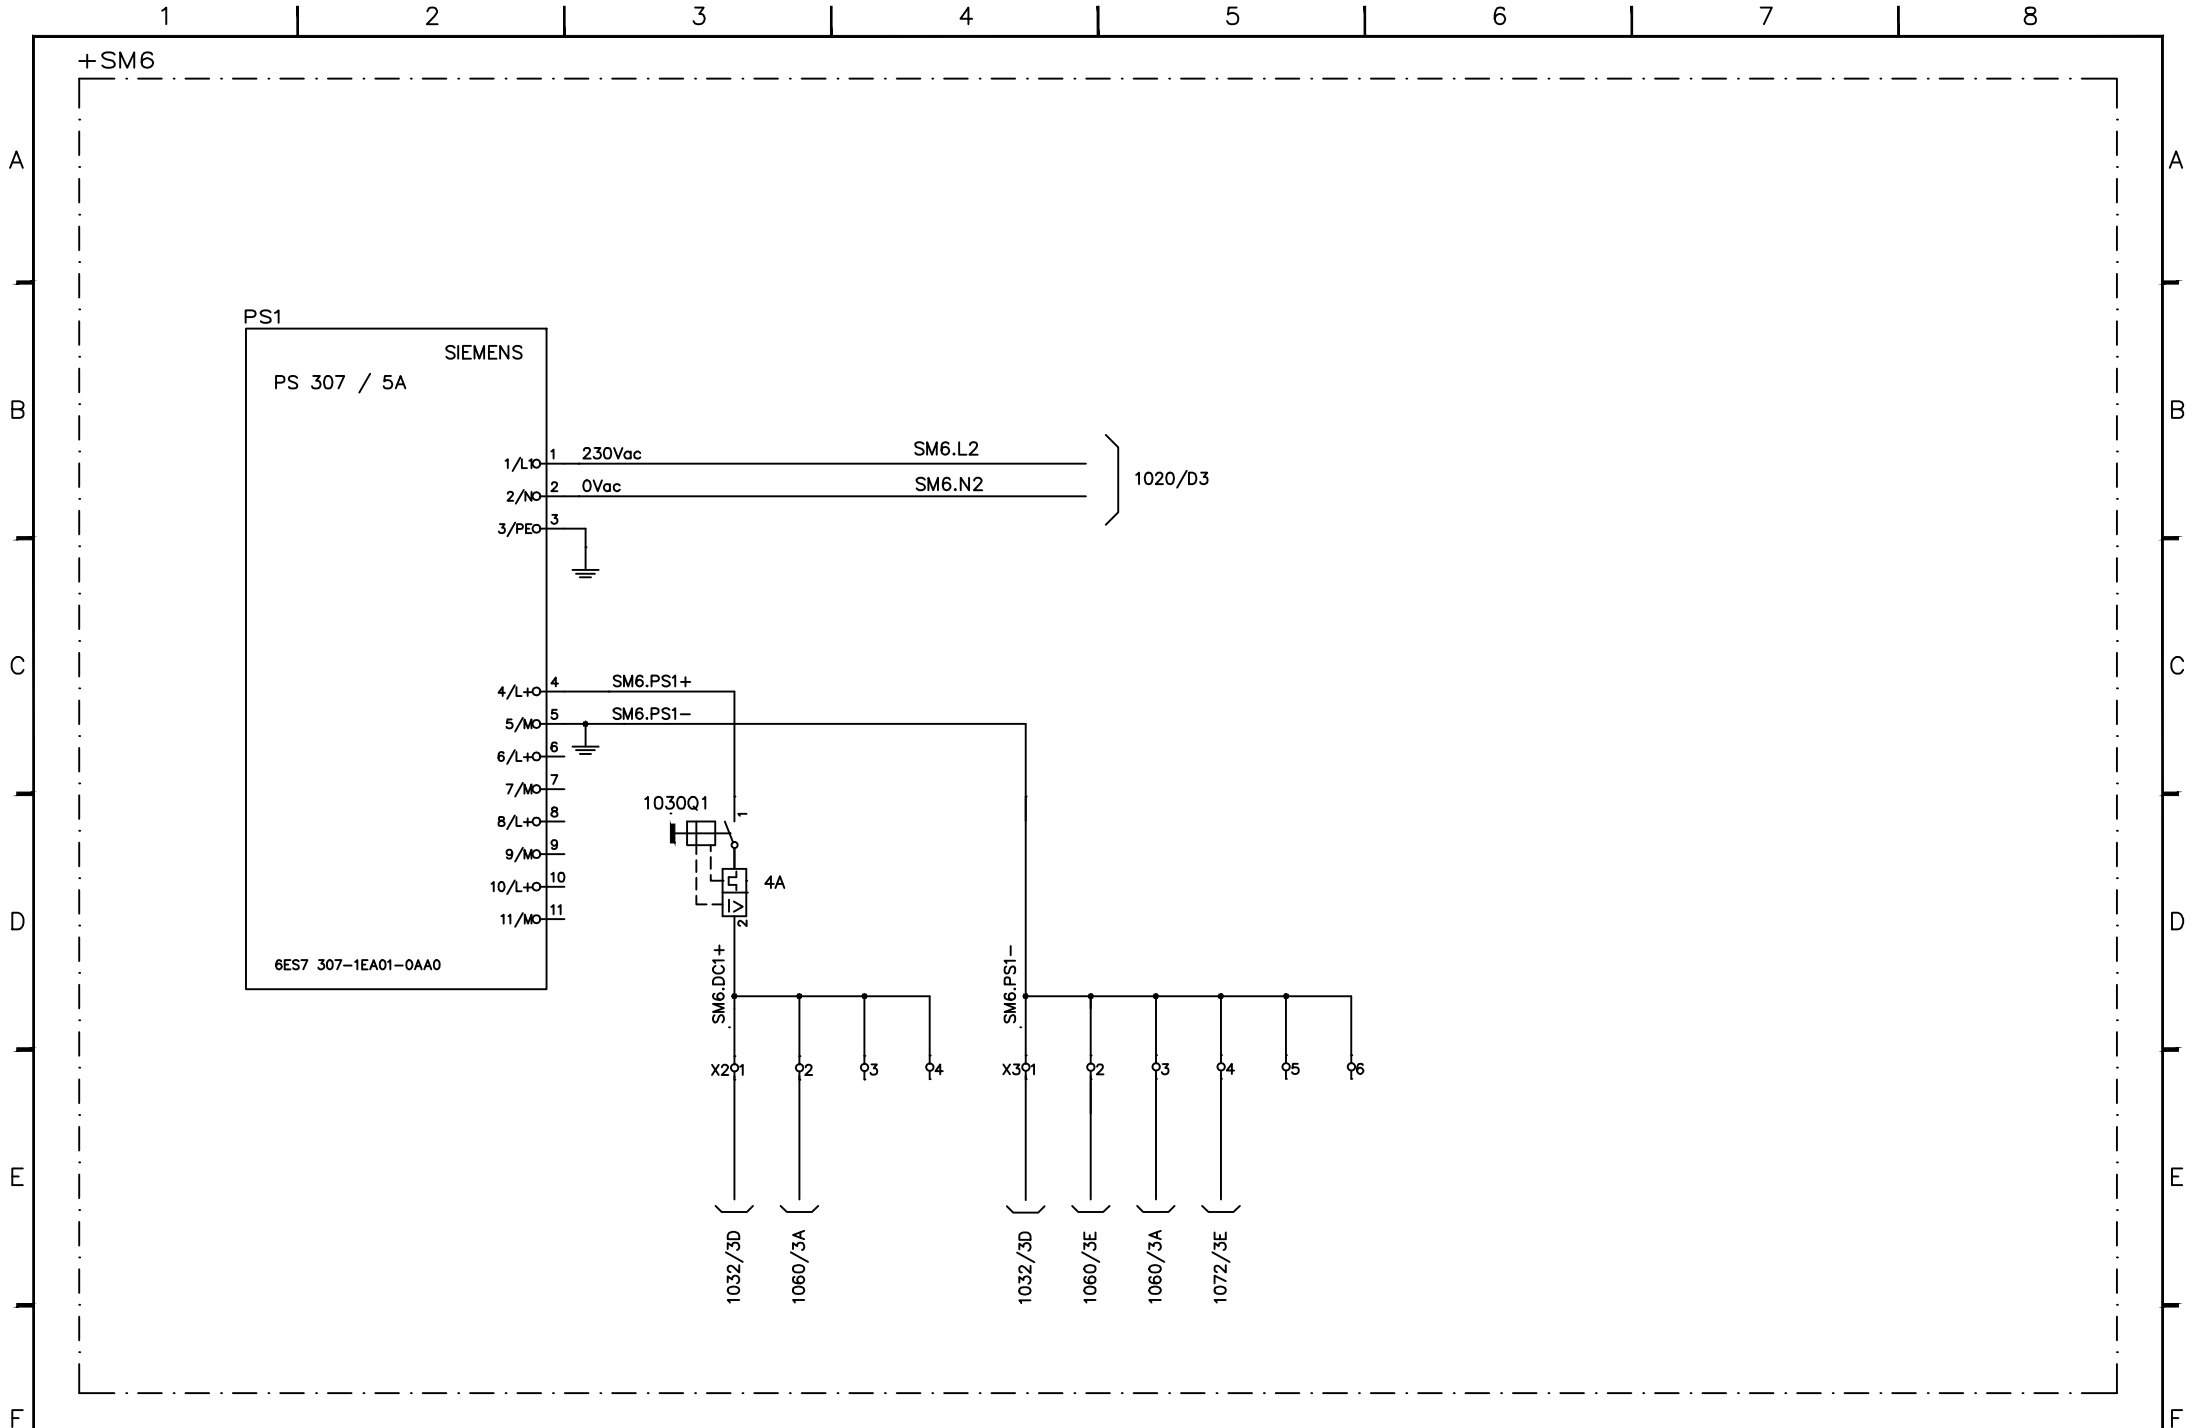 1 2 3 4 5 6 7 8
+SM6
A A
PS1
SIEMENS
PS 307 / 5A
B B
1/L1 1 230Vac SM6.L2
1020/D3
2/N 2 0Vac SM6.N2
3/PE 3
C C
4/L+ 4 SM6.PS1+
5/M 5 SM6.PS1-
6/L+ 6
7/M 7
1030Q1 1
8/L+ 8
9/M 9
10/L+ 10 4A
11/M 11 2
D D
6ES7 307-1EA01-0AA0
SM6.DC1+ SM6.PS1-
X2 1 2 3 4 X3 1 2 3 4 5 6
E E
1032/3D 1060/3A 1032/3D 1060/3E 1060/3A 1072/3E
F F